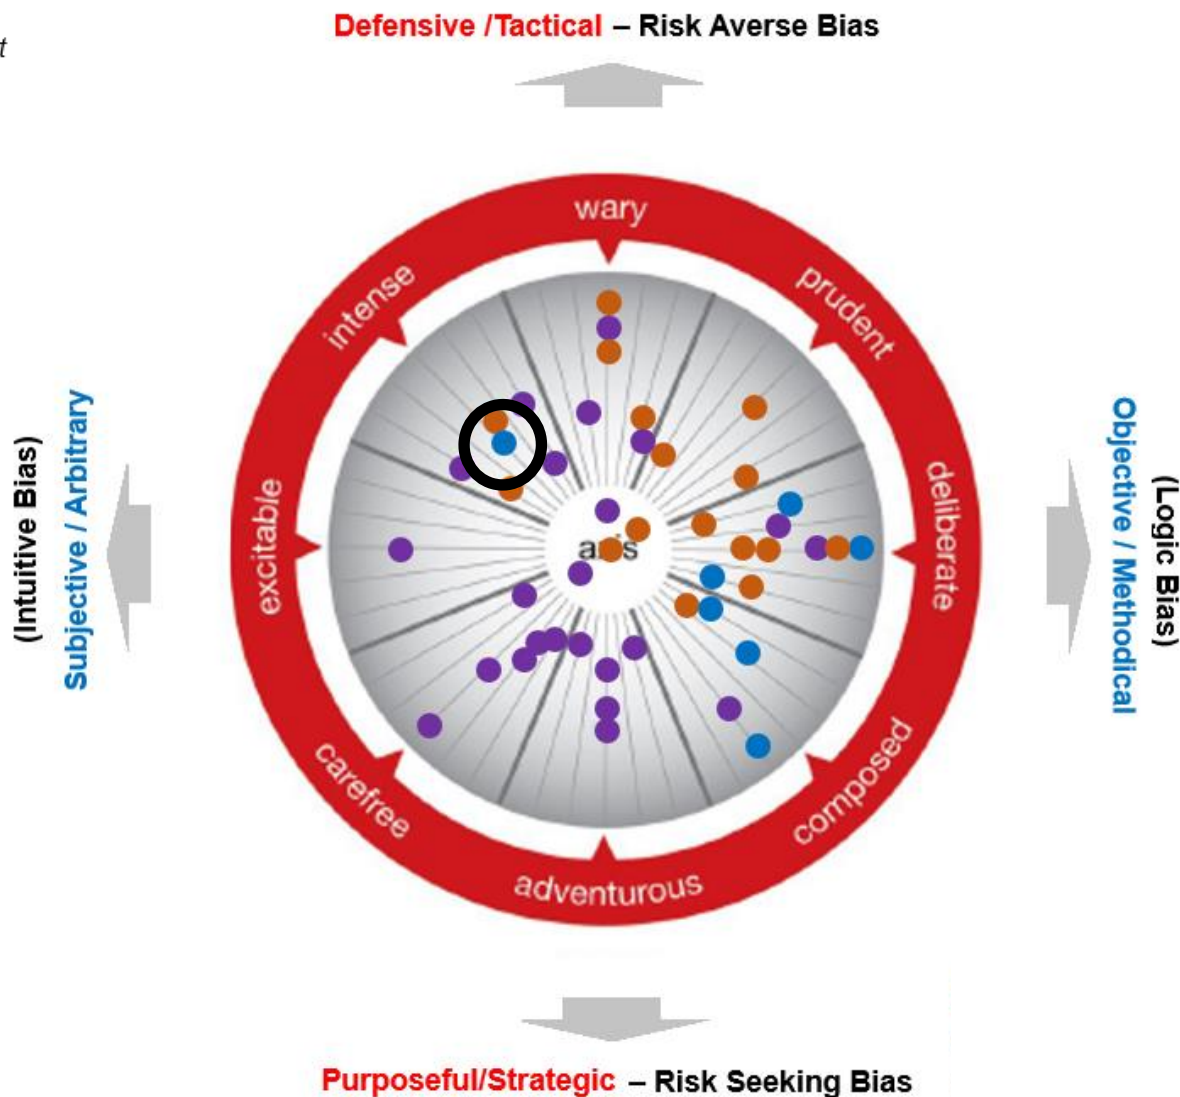 Defensive /Tactical – Risk Averse Bias
t
wary
intense
prudent
(Intuitive Bias)
Subjective / Arbitrary
excitable
deliberate
Objective / Methodical
(Logic Bias)
carefree
composed
adventurous
Purposeful/Strategic – Risk Seeking Bias